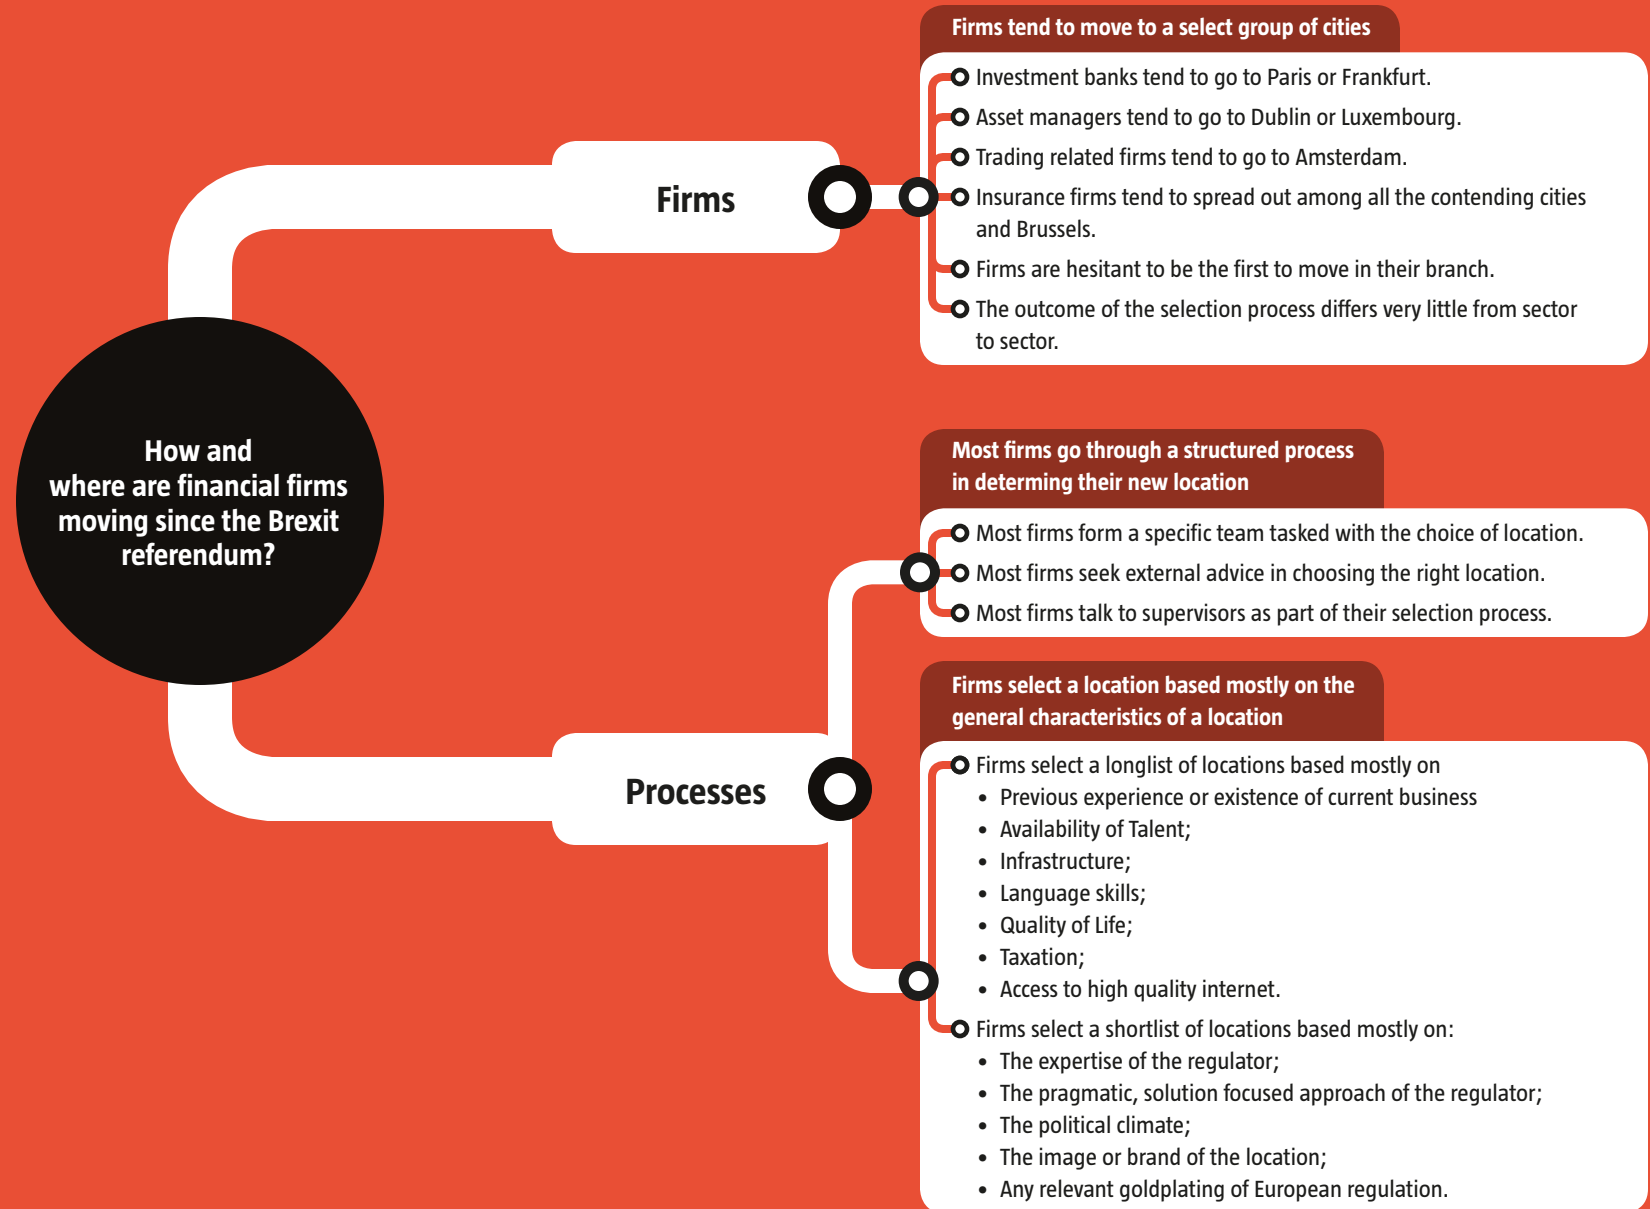 How and
where are financial firms
moving since the Brexit
referendum?
Firms
Firms tend to move to a select group of cities
Investment banks tend to go to Paris or Frankfurt.
Asset managers tend to go to Dublin or Luxembourg.
Trading related firms tend to go to Amsterdam.
Insurance firms tend to spread out among all the contending cities
and Brussels.
Firms are hesitant to be the first to move in their branch.
The outcome of the selection process differs very little from sector
to sector.
Processes
Most firms go through a structured process
in determing their new location
Most firms form a specific team tasked with the choice of location.
Most firms seek external advice in choosing the right location.
Most firms talk to supervisors as part of their selection process.
Firms select a location based mostly on the
general characteristics of a location
Firms select a longlist of locations based mostly on
• Previous experience or existence of current business
• Availability of Talent;
• Infrastructure;
• Language skills;
• Quality of Life;
• Taxation;
• Access to high quality internet.
Firms select a shortlist of locations based mostly on:
• The expertise of the regulator;
• The pragmatic, solution focused approach of the regulator;
• The political climate;
• The image or brand of the location;
• Any relevant goldplating of European regulation.